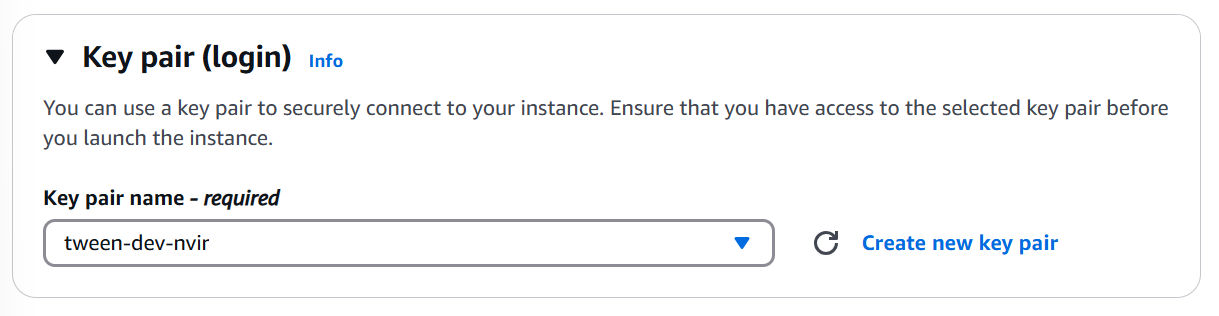 Key pair (login) Info
You can use a key pair to securely connect to your instance. Ensure that you have access to the selected key pair before
you launch the instance.
Key pair name - required
tween-dev-nvir
Create new key pair